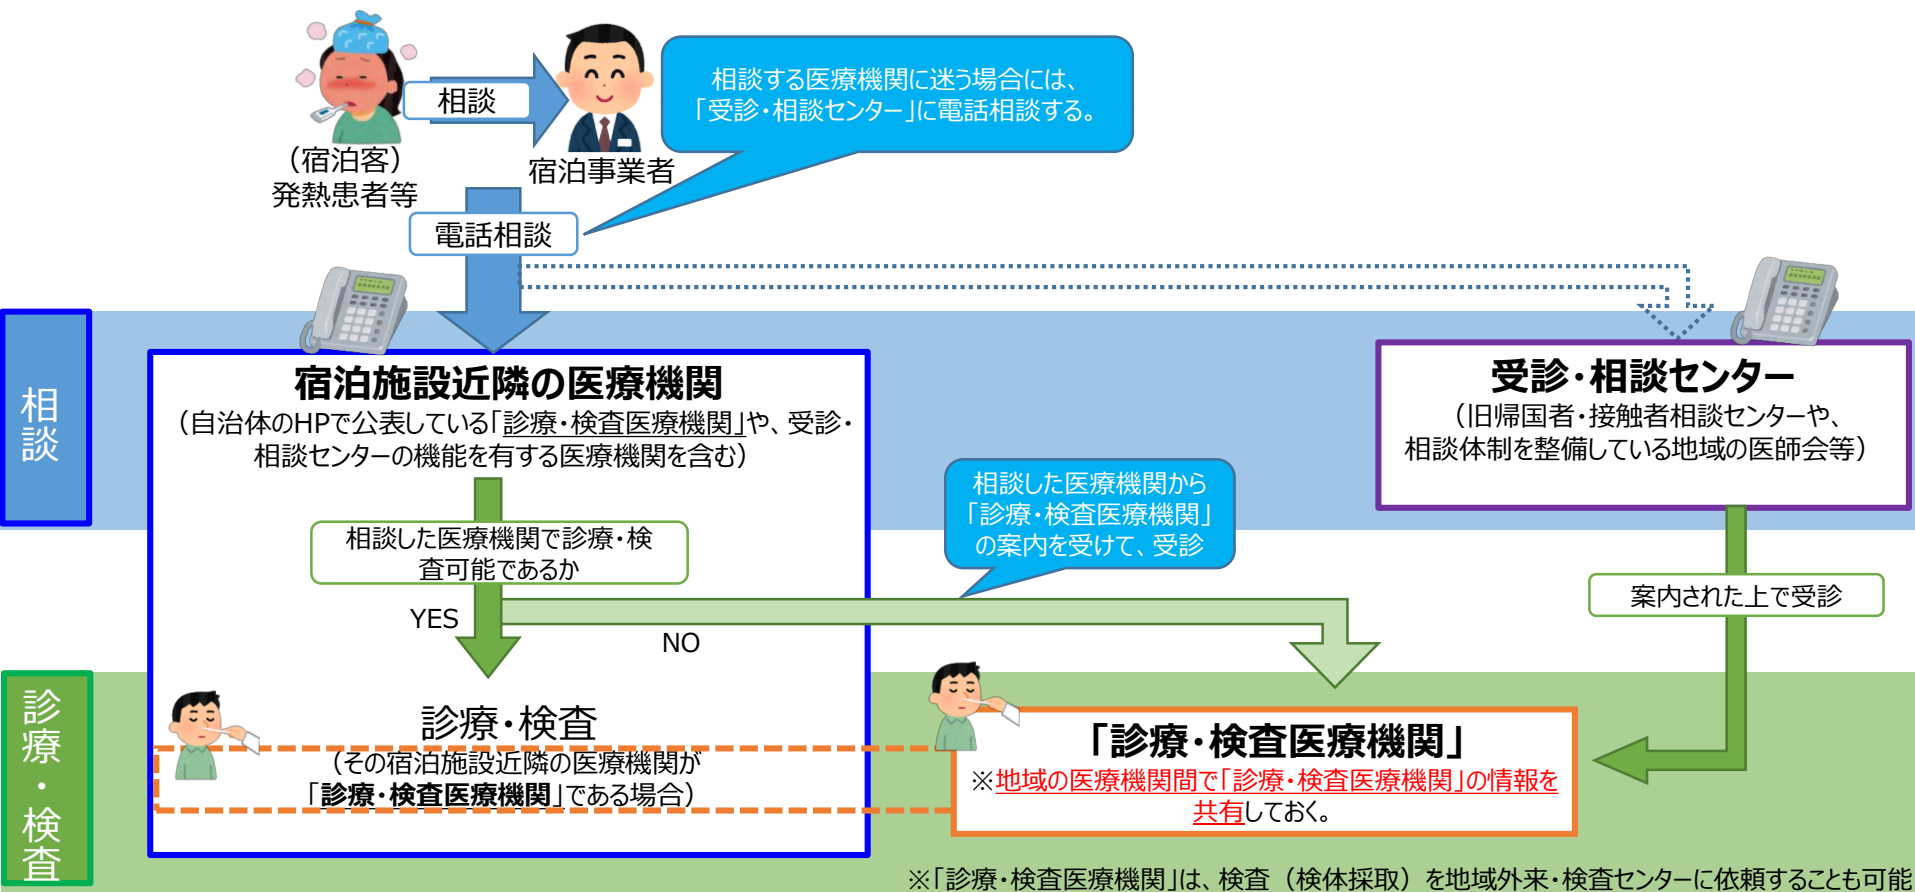 相談
相談する医療機関に迷う場合には、
「受診・相談センター」に電話相談する。
（宿泊客）
発熱患者等
宿泊事業者
電話相談
相談
宿泊施設近隣の医療機関
（自治体のHPで公表している「診療・検査医療機関」や、受診・
相談センターの機能を有する医療機関を含む）
受診・相談センター
（旧帰国者・接触者相談センターや、
相談体制を整備している地域の医師会等）
相談した医療機関から
「診療・検査医療機関」
の案内を受けて、受診
相談した医療機関で診療・検
査可能であるか
案内された上で受診
YES
NO
診療・検査
診療・検査
（その宿泊施設近隣の医療機関が
「診療・検査医療機関」である場合）
「診療・検査医療機関」
※地域の医療機関間で「診療・検査医療機関」の情報を
共有しておく。
※「診療・検査医療機関」は、検査（検体採取）を地域外来・検査センターに依頼することも可能